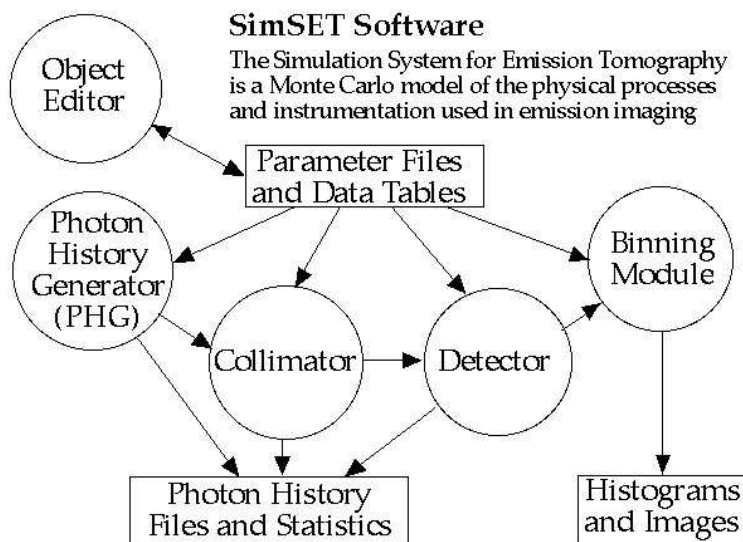 SimSET Software
The Simulation System for Emission Tomography
is a Monte Carlo model of the physical processes
and instrumentation used in emission imaging
Object
Editor
Parameter Files
and Data Tables
Photon
History
Generator
(PHG)
Binning
Module
Collimator
Detector
Photon History
Files and Statistics
Histograms
and Images